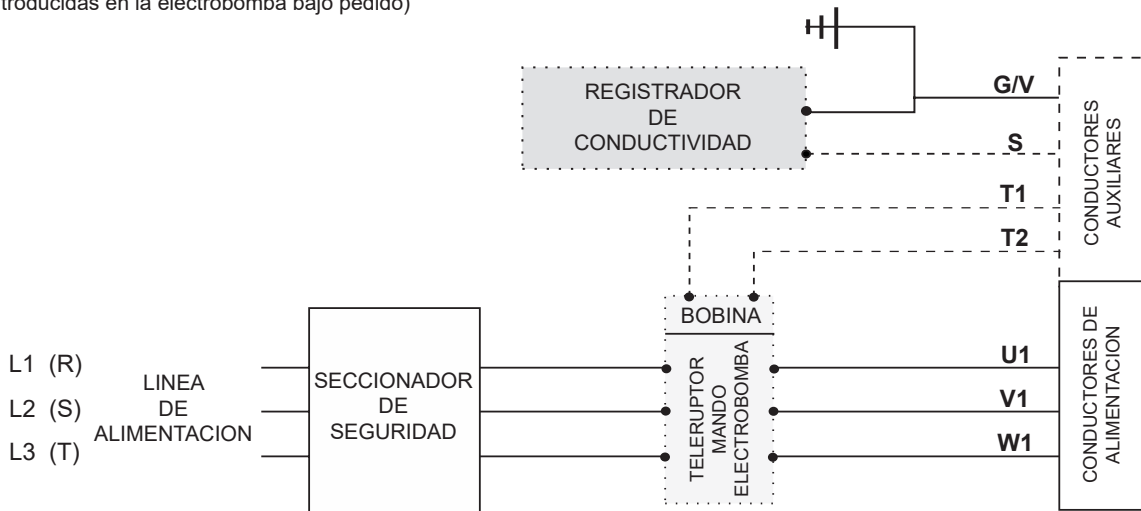 troducidas en la electrobomba bajo pedido)
REGISTRADOR
DE
CONDUCTIVIDAD
G/V
S
T1
T2
CONDUCTORES
AUXILIARES
BOBINA
L1 (R)
L2 (S)
L3 (T)
LINEA
DE
ALIMENTACION
SECCIONADOR
DE
SEGURIDAD
TELERUPTOR
MANDO
ELECTROBOMBA
U1
V1
W1
CONDUCTORES DE
ALIMENTACION